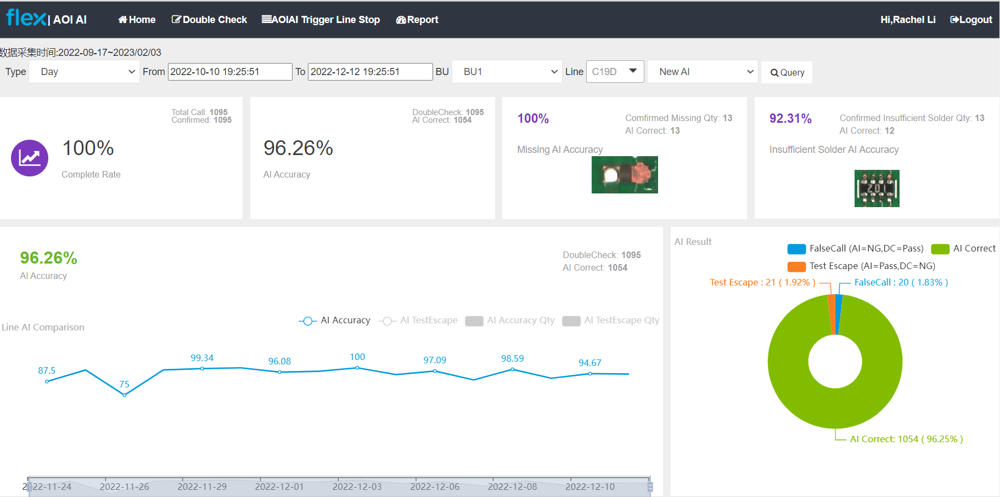 flex | AOI AI Home Double Check AOIAI Trigger Line Stop Report Hi,Rachel Li Logout
数据采集时间:2022-09-17~2023/02/03
Type Day From 2022-10-10 19:25:51 To 2022-12-12 19:25:51 BU BU1 Line C19D New AI Query
Total Call: 1095
Confirmed: 1095
100%
Complete Rate
DoubleCheck: 1095
AI Correct: 1054
96.26%
AI Accuracy
100%
Comfirmed Missing Qty: 13
AI Correct: 13
Missing AI Accuracy
92.31%
Confirmed Insufficient Solder Qty: 13
AI Correct: 12
Insufficient Solder AI Accuracy
201
96.26%
AI Accuracy
DoubleCheck: 1095
AI Correct: 1054
Line AI Comparison
AI Accuracy AI TestEscape AI Accuracy Qty AI TestEscape Qty
87.5 75 99.34 96.08 100 97.09 98.59 94.67
2022-11-24 2022-11-26 2022-11-29 2022-12-01 2022-12-03 2022-12-06 2022-12-08 2022-12-10
AI Result
FalseCall (AI=NG,DC=Pass) AI Correct
Test Escape (AI=Pass,DC=NG)
Test Escape : 21 ( 1.92% ) FalseCall : 20 ( 1.83% )
AI Correct: 1054 ( 96.25% )